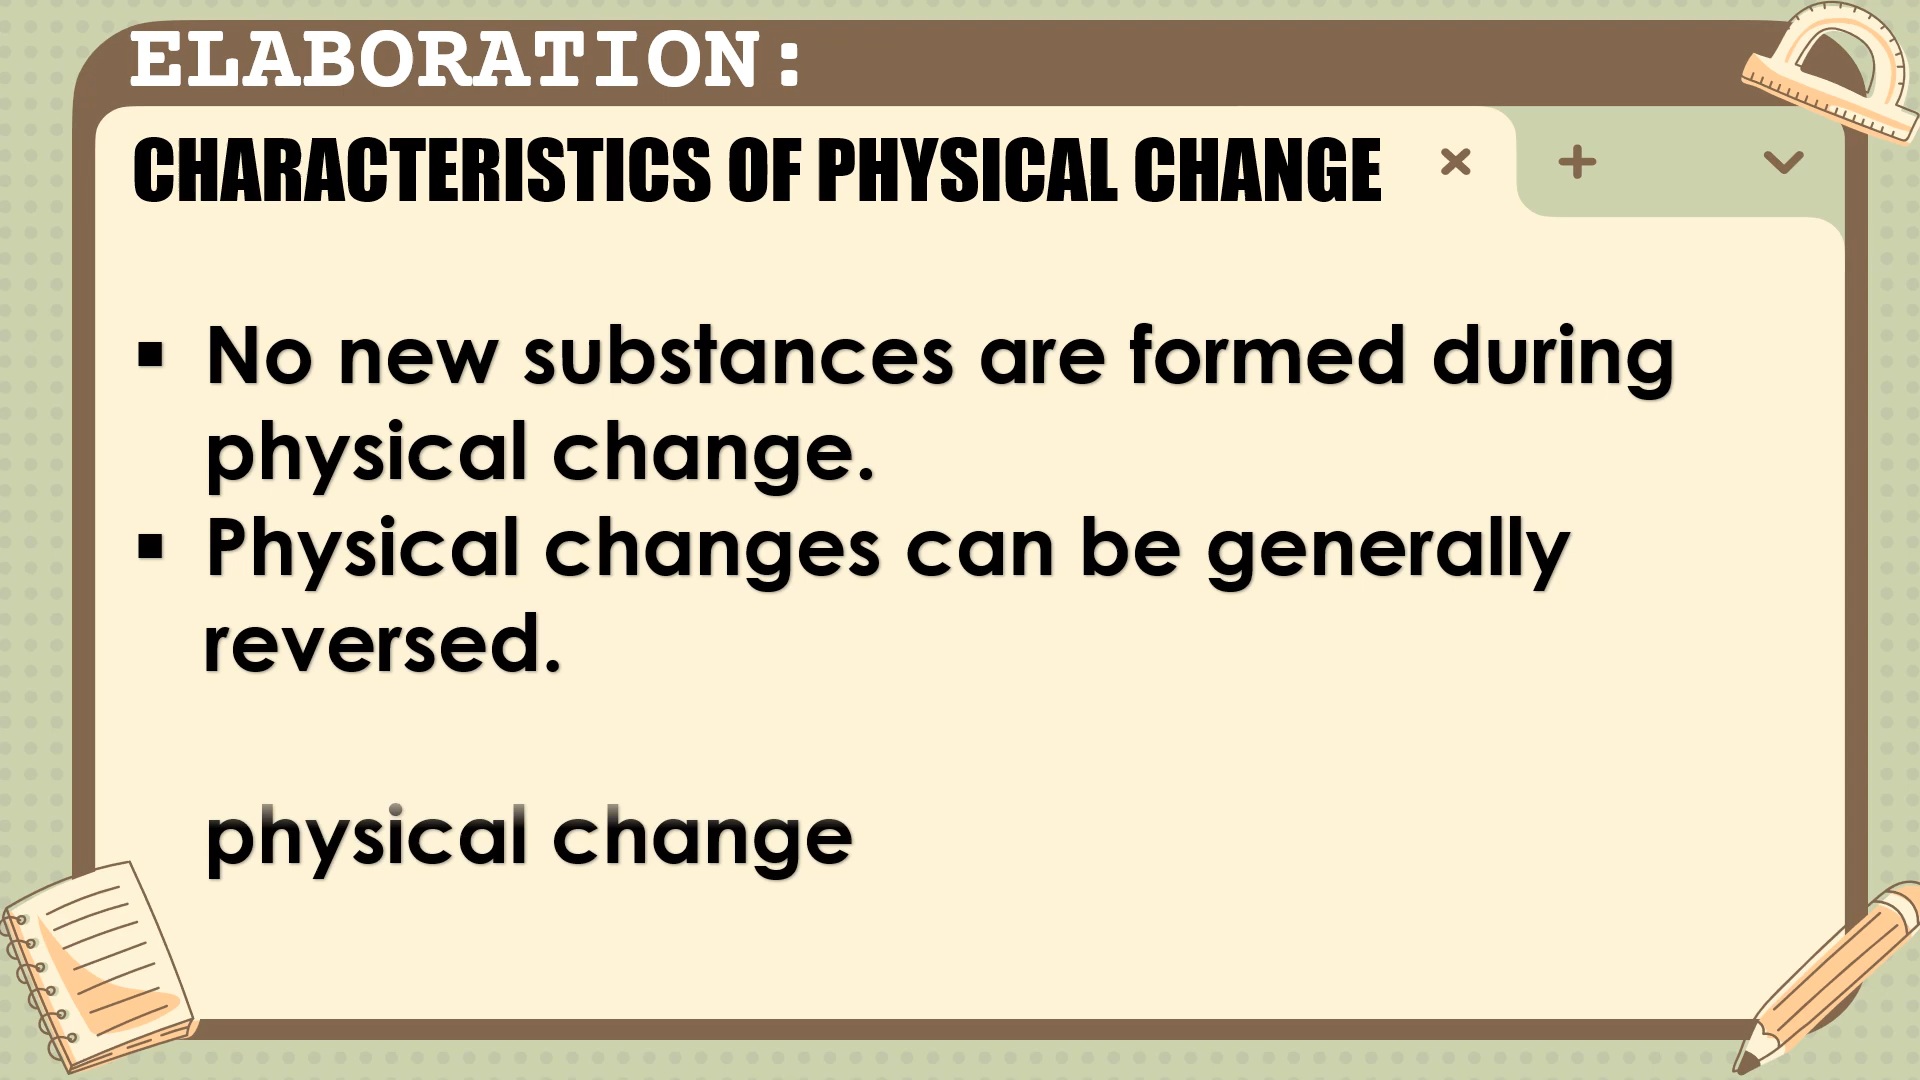 ELABORATION:
CHARACTERISTICS OF PHYSICAL CHANGE
▪ No new substances are formed during
physical change.
▪ Physical changes can be generally
reversed.
physical change